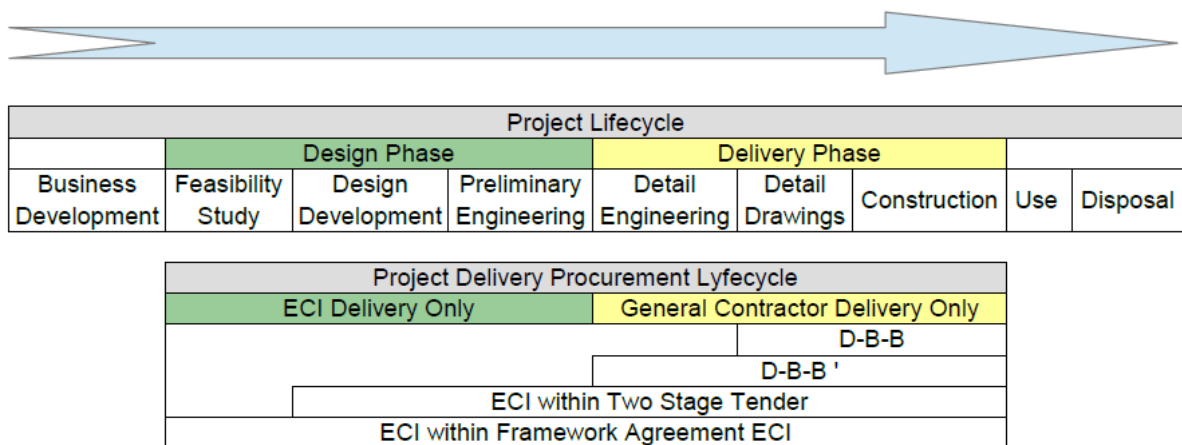 Project Lifecycle
Design Phase Delivery Phase
Business Feasibility Design Preliminary Detail Detail Construction Use Disposal
Development Study Development Engineering Engineering Drawings
Project Delivery Procurement Lyfecycle
ECI Delivery Only General Contractor Delivery Only
D-B-B
D-B-B '
ECI within Two Stage Tender
ECI within Framework Agreement ECI